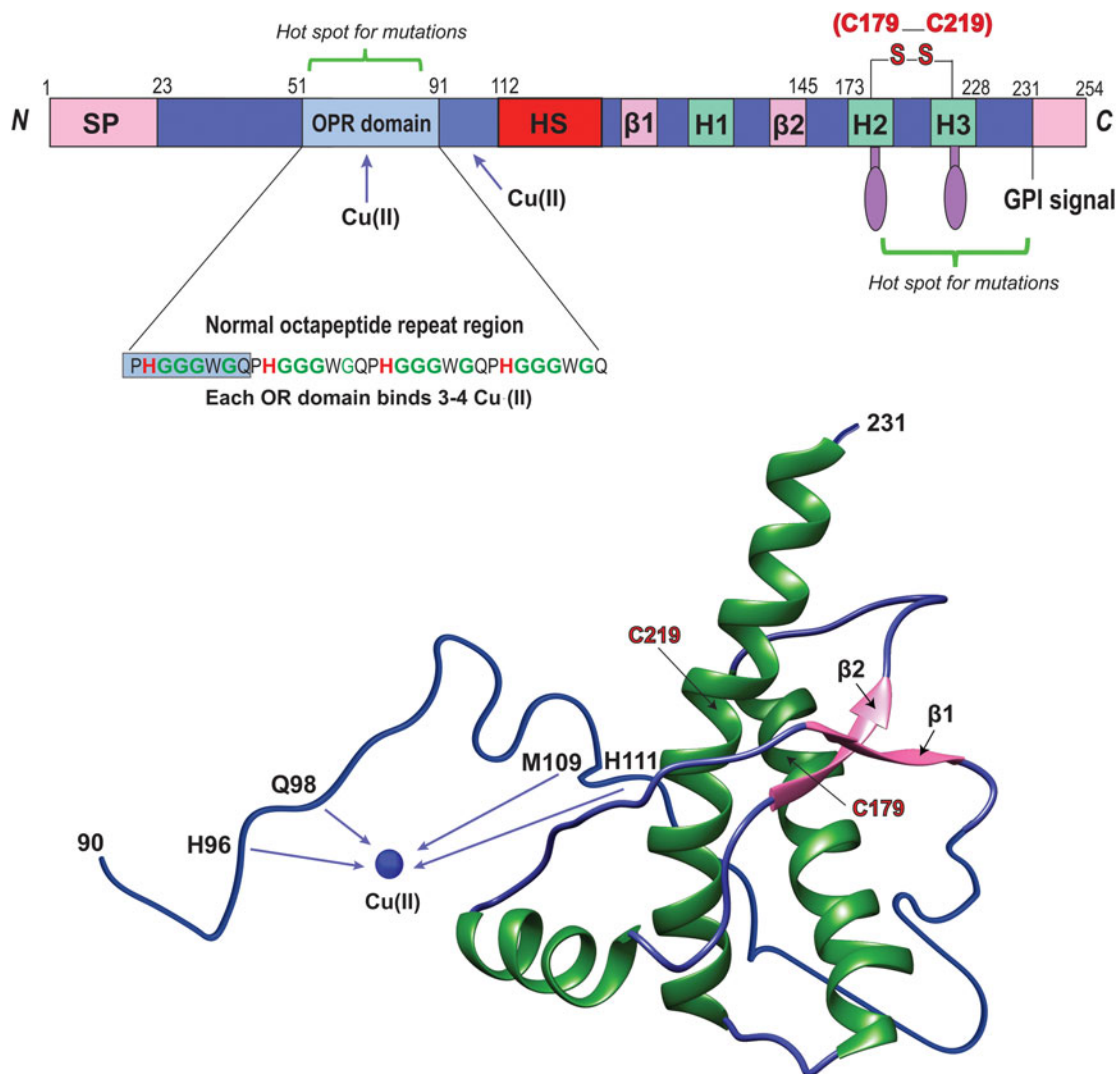 (C179 C219)
Hot spot for mutations
S S
1 23 51 91 112 145 173 228 231 254
N SP OPR domain HS β1 H1 β2 H2 H3 C
Cu(II) Cu(II) GPI signal
Hot spot for mutations
Normal octapeptide repeat region
PHGGGWGQPHGGGWGQPHGGGWGQPHGGGWGQ
Each OR domain binds 3-4 Cu (II)
231
C219
β2
β1
M109 H111
Q98
C179
90 H96
Cu(II)